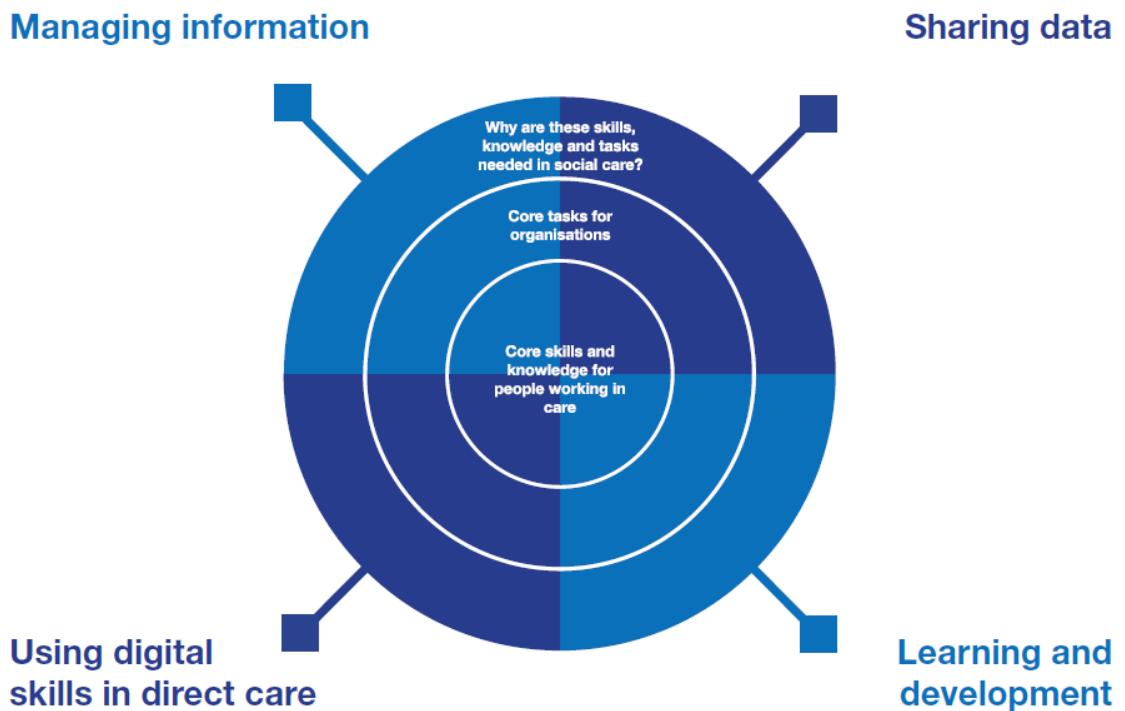 Managing information
Sharing data
Why are these skills,
knowledge and tasks
needed in social care?
Core tasks for
organisations
Core skills and
knowledge for
people working in
care
Using digital
skills in direct care
Learning and
development